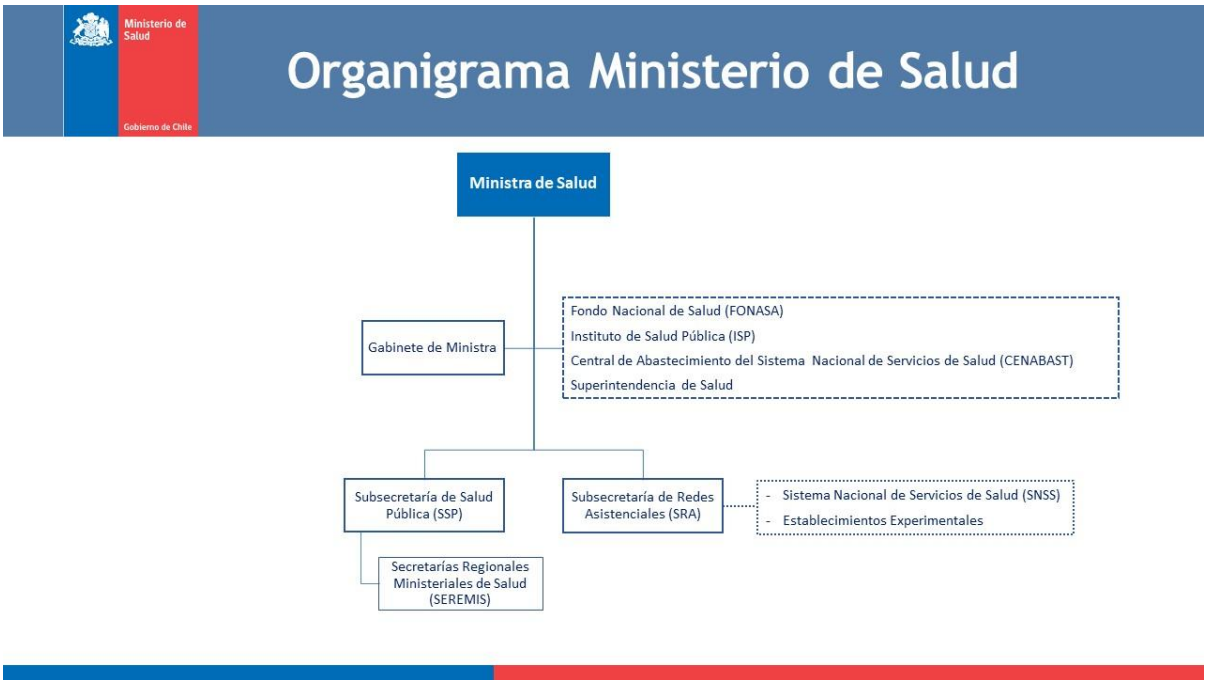 Ministerio de
Salud
Gobierno de Chile
Organigrama Ministerio de Salud
Ministra de Salud
Gabinete de Ministra
Fondo Nacional de Salud (FONASA)
Instituto de Salud Pública (ISP)
Central de Abastecimiento del Sistema Nacional de Servicios de Salud (CENABAST)
Superintendencia de Salud
Subsecretaría de Salud
Pública (SSP)
Subsecretaría de Redes
Asistenciales (SRA)
- Sistema Nacional de Servicios de Salud (SNSS)
- Establecimientos Experimentales
Secretarías Regionales
Ministeriales de Salud
(SEREMIS)